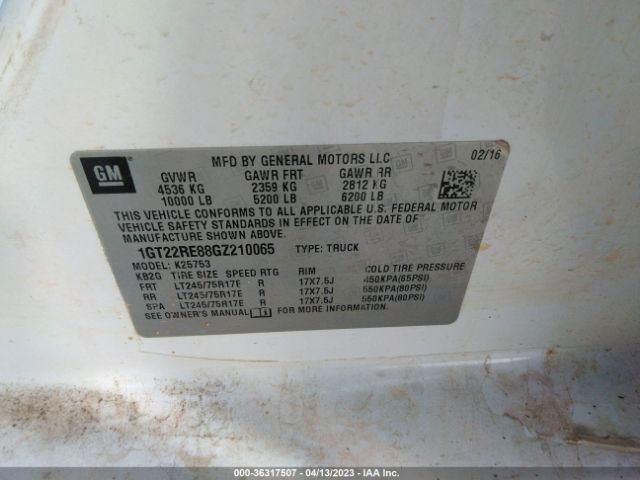 GM
MFD BY GENERAL MOTORS LLC
02/16
GVWR GAWR FRT GAWR RR
4536 KG 2359 KG 2812 KG
10000 LB 5200 LB 6200 LB
THIS VEHICLE CONFORMS TO ALL APPLICABLE U.S. FEDERAL MOTOR
VEHICLE SAFETY STANDARDS IN EFFECT ON THE DATE OF
MANUFACTURE SHOWN ABOVE.
1GT22RE88GZ210065 TYPE: TRUCK
MODEL: K25753
KB2G TIRE SIZE SPEED RTG RIM COLD TIRE PRESSURE
FRT LT245/75R17E R 17X7.5J 450KPA(65PSI)
RR LT245/75R17E R 17X7.5J 550KPA(80PSI)
SPA LT245/75R17E R 17X7.5J 550KPA(80PSI)
SEE OWNER'S MANUAL
000-36317507 - 04/13/2023 - IAA Inc.